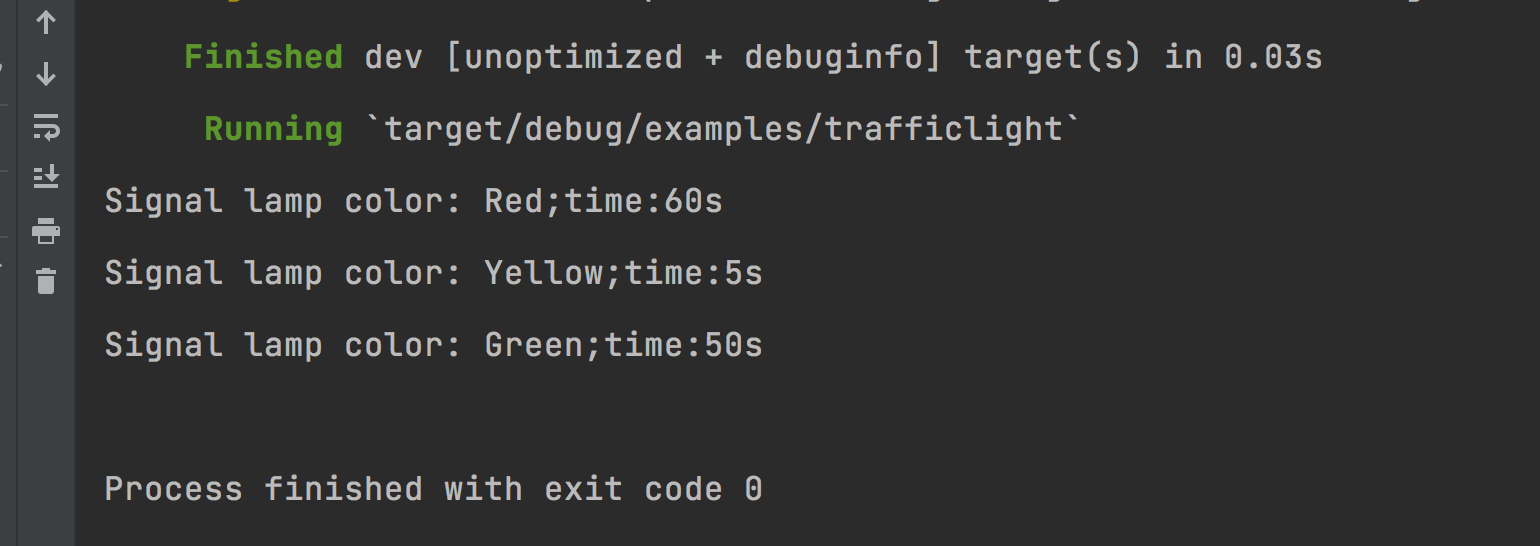 Finished dev [unoptimized + debuginfo] target(s) in 0.03s
Running `target/debug/examples/trafficlight`
Signal lamp color: Red;time:60s
Signal lamp color: Yellow;time:5s
Signal lamp color: Green;time:50s
Process finished with exit code 0